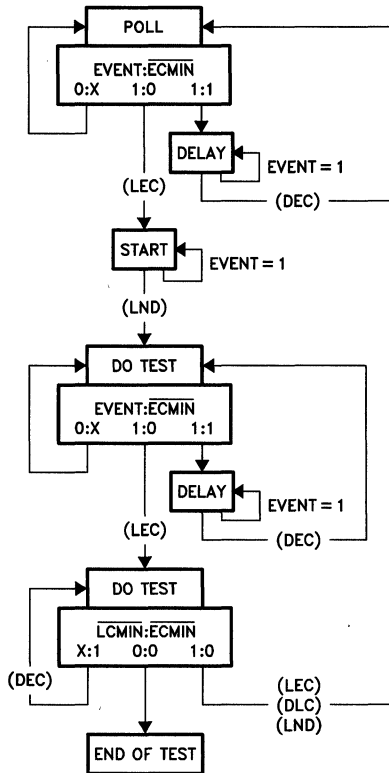 POLL
EVENT:ECMIN
0:X 1:0 1:1
DELAY
EVENT = 1
(LEC)
(DEC)
START
EVENT = 1
(LND)
DO TEST
EVENT:ECMIN
0:X 1:0 1:1
DELAY
EVENT = 1
(LEC)
(DEC)
DO TEST
LCMIN:ECMIN
X:1 0:0 1:0
(DEC)
(LEC)
(DLC)
(LND)
END OF TEST